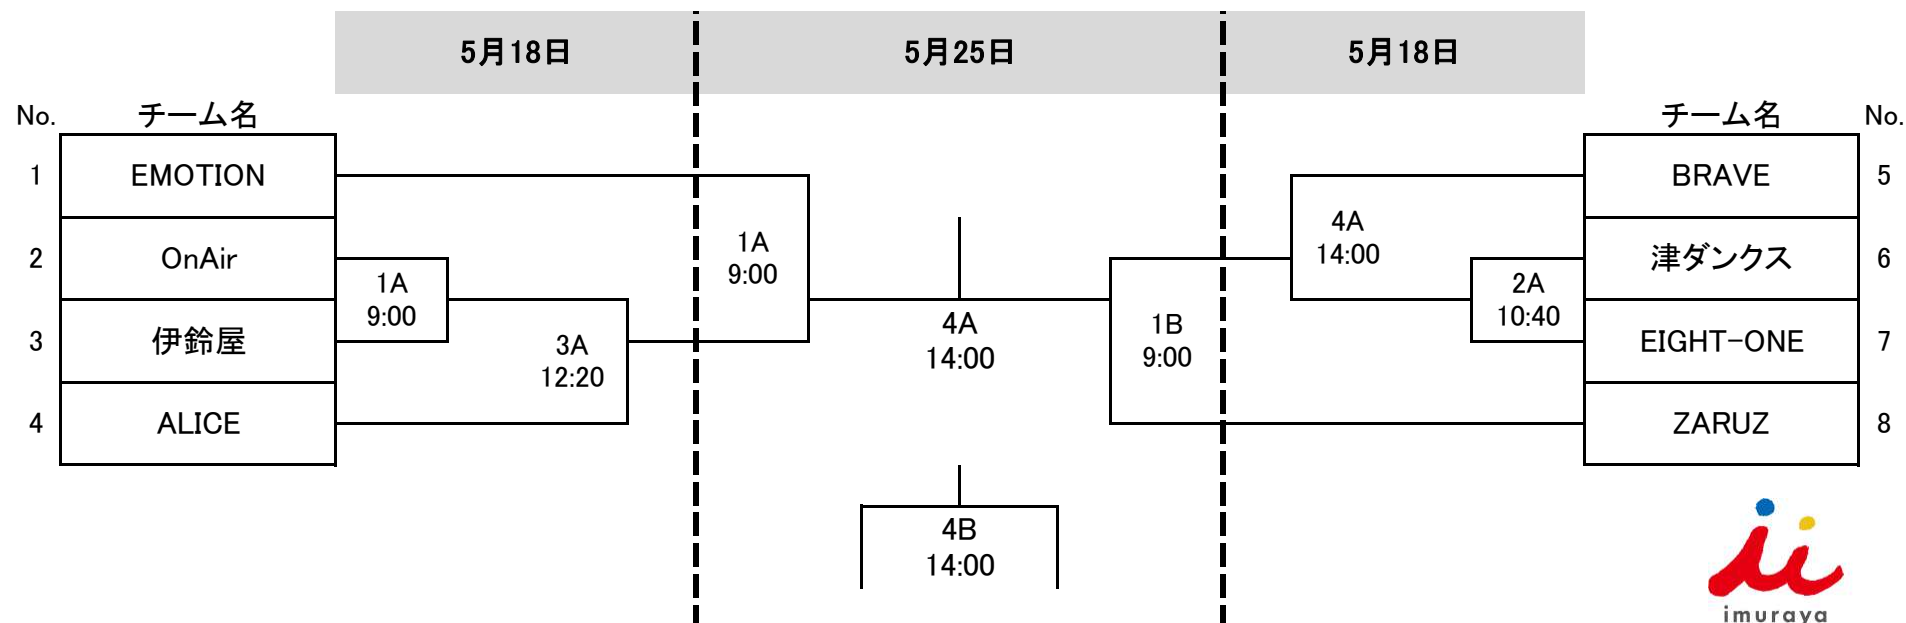 5月18日 5月25日 5月18日
No. チーム名 チーム名 No.
1 EMOTION BRAVE 5
2 OnAir 津ダンクス 6
3 伊鈴屋 EIGHT-ONE 7
4 ALICE ZARUZ 8
1A
9:00
3A
12:20
1A
9:00
4A
14:00
1B
9:00
4A
14:00
2A
10:40
4B
14:00
imuraya